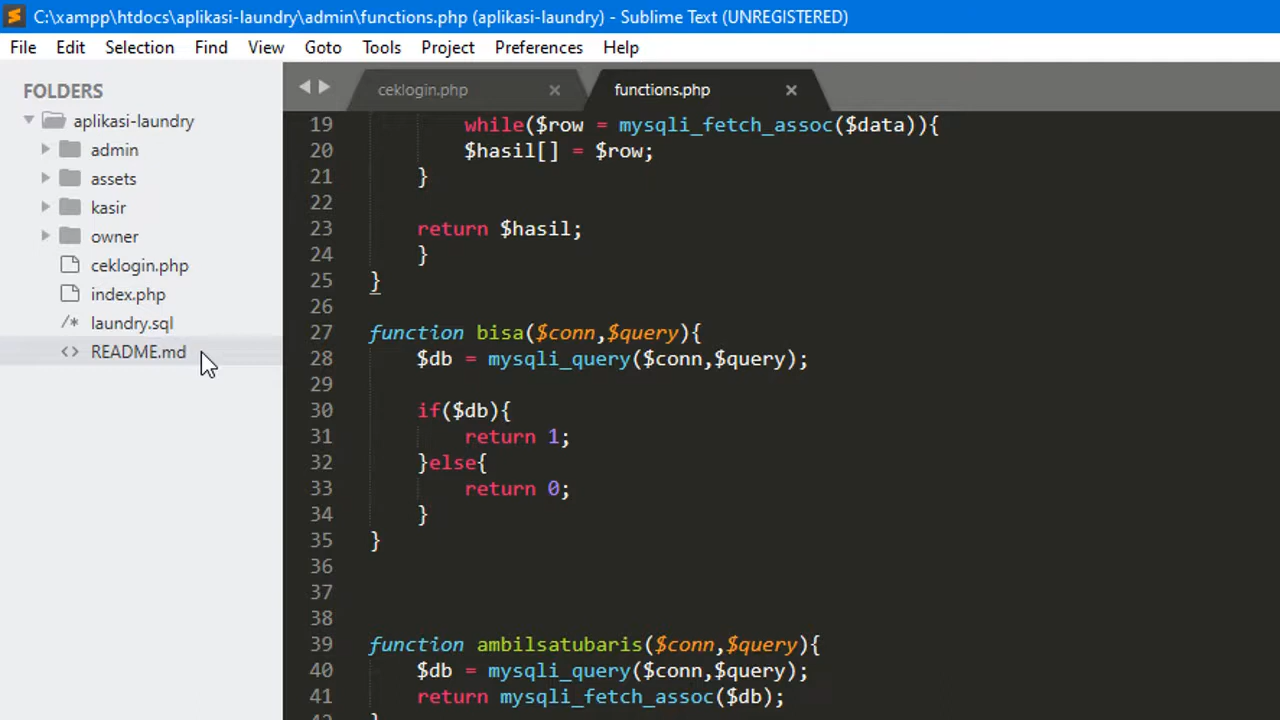 C:\xampp\htdocs\aplikasi-laundry\admin\functions.php (aplikasi-laundry) - Sublime Text (UNREGISTERED)
File Edit Selection Find View Goto Tools Project Preferences Help
FOLDERS
aplikasi-laundry
admin
assets
kasir
owner
ceklogin.php
index.php
/* laundry.sql
<> README.md
ceklogin.php × functions.php ×
19 while($row = mysqli_fetch_assoc($data)){
20 $hasil[] = $row;
21 }
22
23 return $hasil;
24 }
25 }
26
27 function bisa($conn,$query){
28 $db = mysqli_query($conn,$query);
29
30 if($db){
31 return 1;
32 }else{
33 return 0;
34 }
35 }
36
37
38
39 function ambilsatubaris($conn,$query){
40 $db = mysqli_query($conn,$query);
41 return mysqli_fetch_assoc($db);
42 }